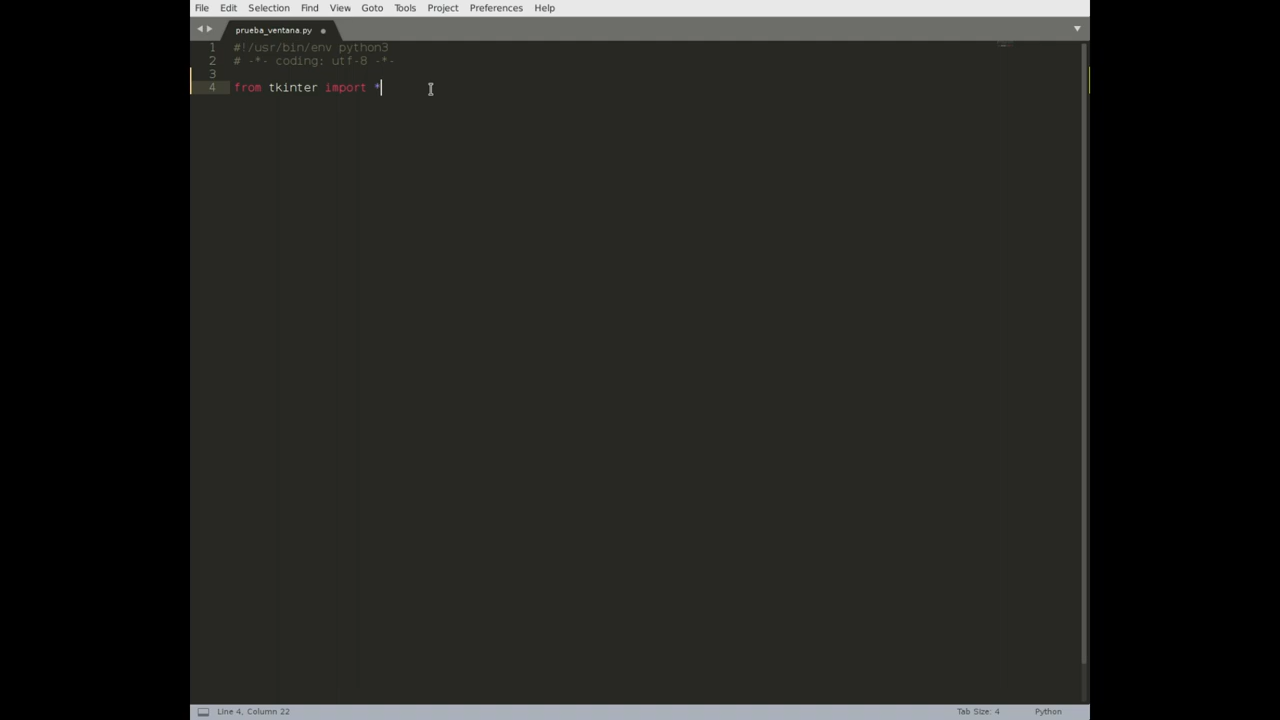 File Edit Selection Find View Goto Tools Project Preferences Help
prueba_ventana.py
1 #!/usr/bin/env python3
2 # -*- coding: utf-8 -*-
3
4 from tkinter import *
Line 4, Column 22 Tab Size: 4 Python